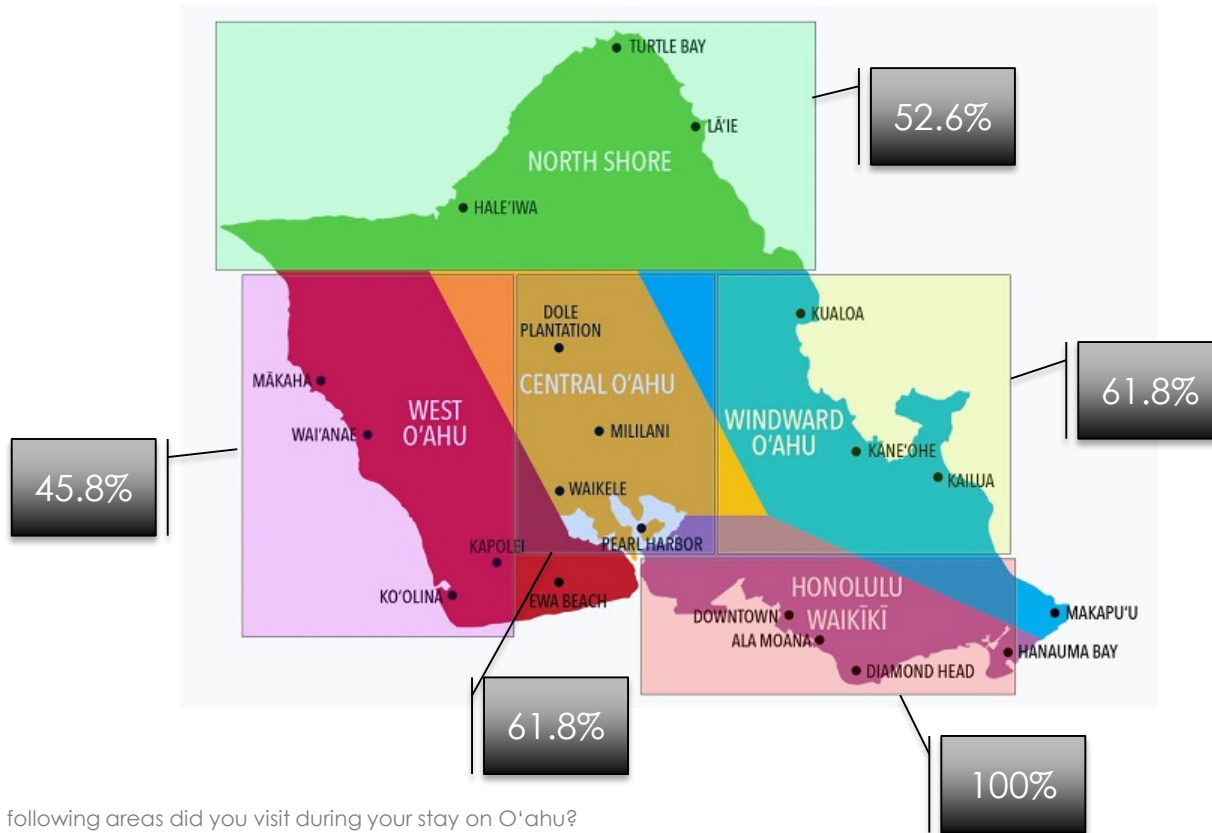 TURTLE BAY
52.6%
LĀ'IE
NORTH SHORE
HALE'IWA
DOLE
PLANTATION
KUALOA
MĀKAHA
CENTRAL O'AHU
61.8%
WEST
O'AHU
WINDWARD
O'AHU
WAI'ANAE
MILILANI
KĀNE'OHE
KAILUA
45.8%
WAIKELE
PEARL HARBOR
KAPOLEI
KO'OLINA
EWA BEACH
HONOLULU
WAIKĪKĪ
DOWNTOWN
ALA MOANA
MAKAPU'U
HANAUMA BAY
DIAMOND HEAD
61.8%
100%
following areas did you visit during your stay on O‘ahu?